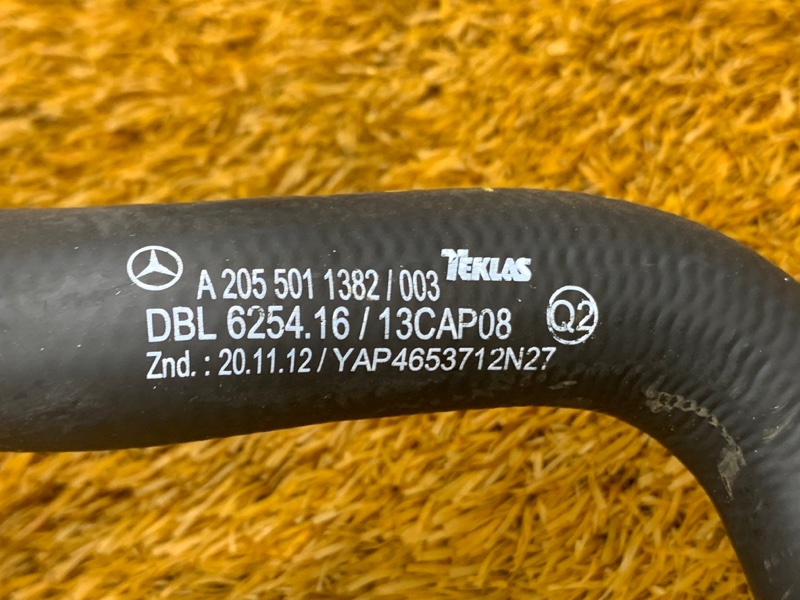 A 205 501 1382 / 003 TEKLAS
DBL 6254.16 / 13CAP08 Q2
Znd. : 20.11.12 / YAP4653712N27